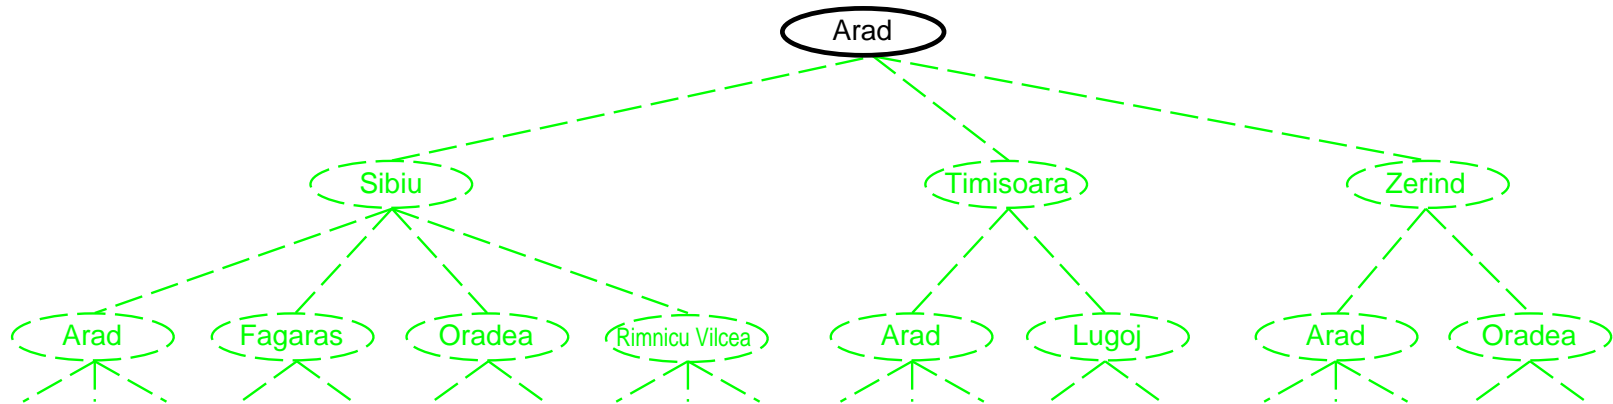 Arad
Sibiu
Timisoara
Zerind
Arad
Fagaras
Oradea
Rimnicu Vilcea
Arad
Lugoj
Arad
Oradea